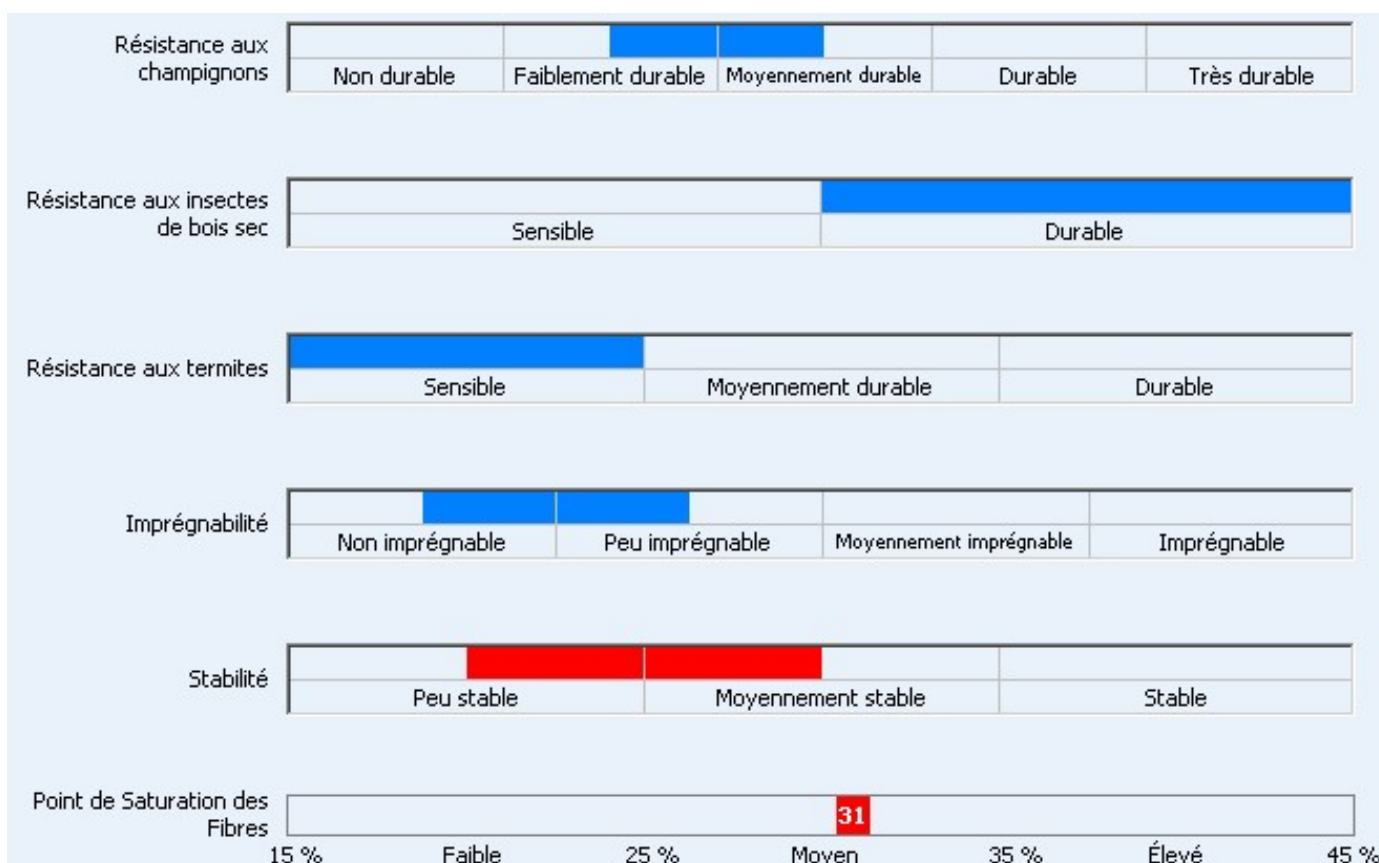 Résistance aux
champignons
Non durable Faiblement durable Moyennement durable Durable Très durable
Résistance aux insectes
de bois sec
Sensible Durable
Résistance aux termites
Sensible Moyennement durable Durable
Imprégnabilité
Non imprégnable Peu imprégnable Moyennement imprégnable Imprégnable
Stabilité
Peu stable Moyennement stable Stable
Point de Saturation des
Fibres
31
15 % Faible 25 % Moyen 35 % Élevé 45 %